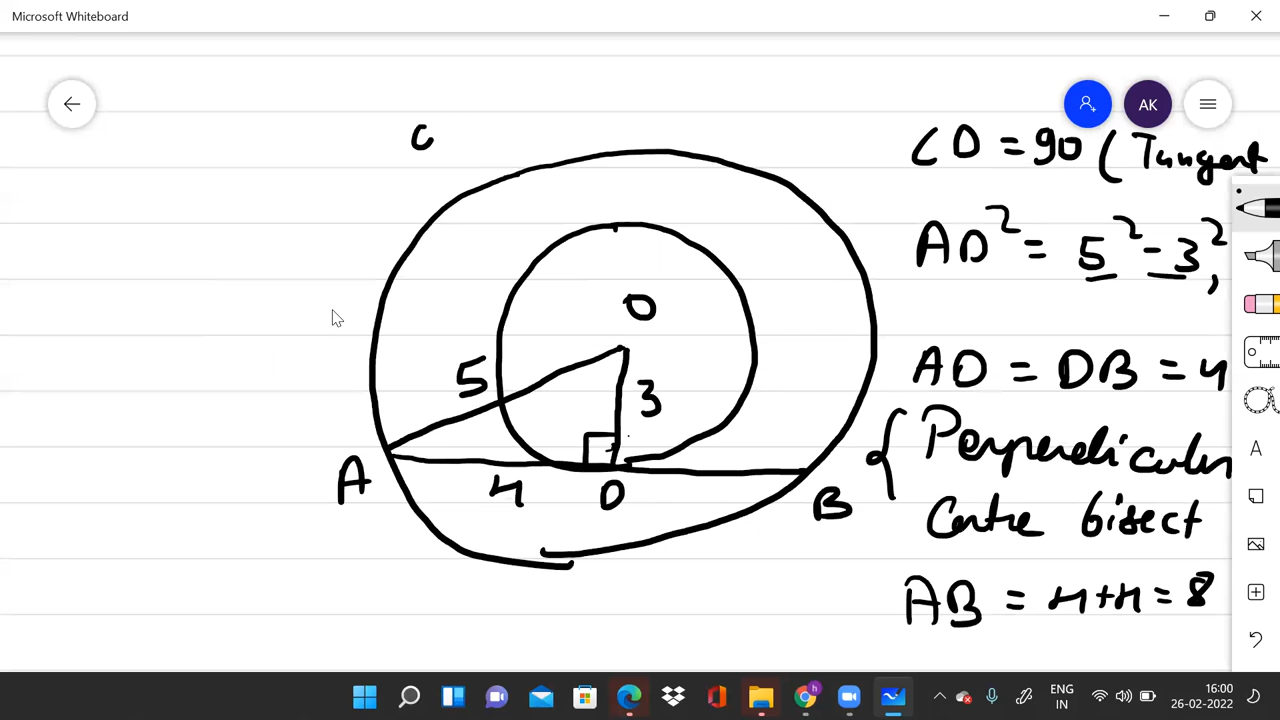 Microsoft Whiteboard
AK
C
O
5
3
A
4
D
B
∠D = 90 (Tangent
AD² = 5² - 3²,
AD = DB = 4
{ Perpendicular
Centre bisect
AB = 4+4 = 8
A
ENG
IN
16:00
26-02-2022